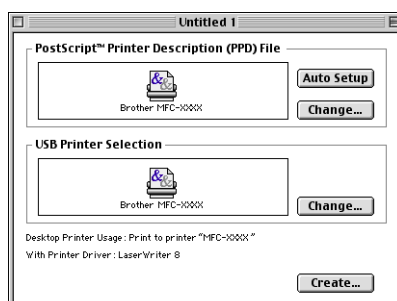 Untitled 1
PostScript™ Printer Description (PPD) File
Brother MFC-XXXX
Auto Setup
Change...
USB Printer Selection
Brother MFC-XXXX
Change...
Desktop Printer Usage : Print to printer "MFC-XXXX "
With Printer Driver : LaserWriter 8
Create...